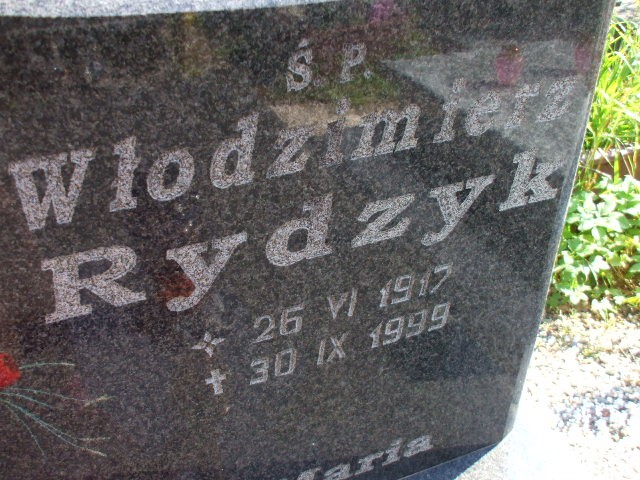 Ś. P.
Włodzimierz
Rydzyk
26 VI 1917
30 IX 1999
Maria